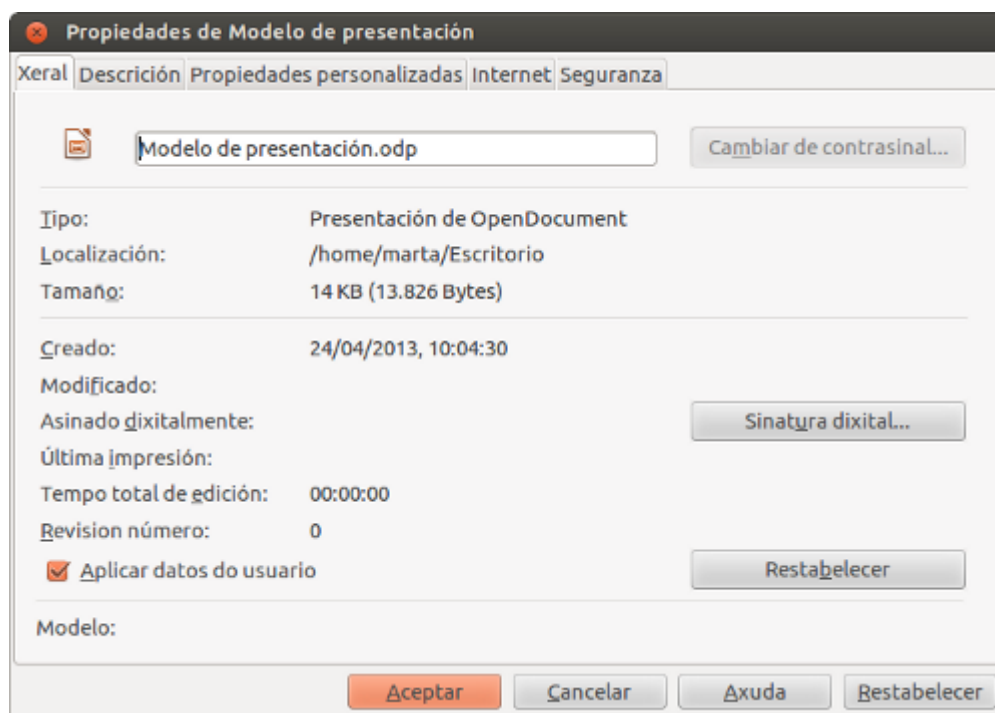 Propiedades de Modelo de presentación
Xeral Descrición Propiedades personalizadas Internet Seguranza
Modelo de presentación.odp Cambiar de contrasinal...
Tipo: Presentación de OpenDocument
Localización: /home/marta/Escritorio
Tamaño: 14 KB (13.826 Bytes)
Creado: 24/04/2013, 10:04:30
Modificado:
Asinado dixitalmente: Sinatura dixital...
Última impresión:
Tempo total de edición: 00:00:00
Revision número: 0
Aplicar datos do usuario Restabelecer
Modelo:
Aceptar Cancelar Axuda Restabelecer